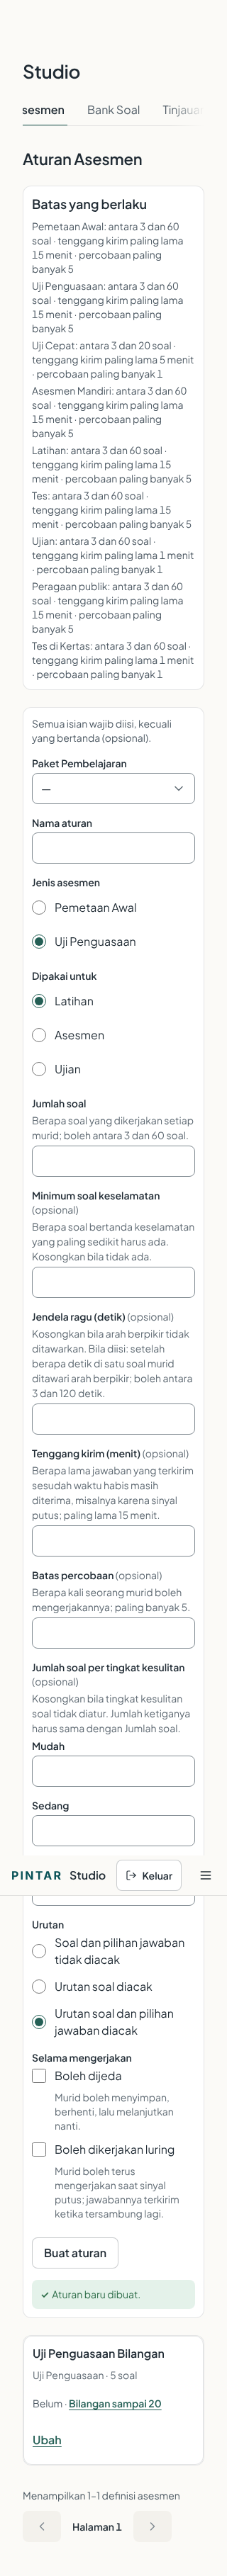 Studio
sesmen
Bank Soal
Tinjaua
Aturan Asesmen
Batas yang berlaku
Pemetaan Awal: antara 3 dan 60
soal · tenggang kirim paling lama
15 menit · percobaan paling
banyak 5
Uji Penguasaan: antara 3 dan 60
soal · tenggang kirim paling lama
15 menit · percobaan paling
banyak 5
Uji Cepat: antara 3 dan 20 soal ·
tenggang kirim paling lama 5 menit
· percobaan paling banyak 1
Asesmen Mandiri: antara 3 dan 60
soal · tenggang kirim paling lama
15 menit · percobaan paling
banyak 5
Latihan: antara 3 dan 60 soal ·
tenggang kirim paling lama 15
menit · percobaan paling banyak 5
Tes: antara 3 dan 60 soal ·
tenggang kirim paling lama 15
menit · percobaan paling banyak 5
Ujian: antara 3 dan 60 soal ·
tenggang kirim paling lama 1 menit
· percobaan paling banyak 1
Peragaan publik: antara 3 dan 60
soal · tenggang kirim paling lama
15 menit · percobaan paling
banyak 5
Tes di Kertas: antara 3 dan 60 soal ·
tenggang kirim paling lama 1 menit
· percobaan paling banyak 1
Semua isian wajib diisi, kecuali
yang bertanda (opsional).
Paket Pembelajaran
—
Nama aturan
Jenis asesmen
Pemetaan Awal
Uji Penguasaan
Dipakai untuk
Latihan
Asesmen
Ujian
Jumlah soal
Berapa soal yang dikerjakan setiap
murid; boleh antara 3 dan 60 soal.
Minimum soal keselamatan
(opsional)
Berapa soal bertanda keselamatan
yang paling sedikit harus ada.
Kosongkan bila tidak ada.
Jendela ragu (detik) (opsional)
Kosongkan bila arah berpikir tidak
ditawarkan. Bila diisi: setelah
berapa detik di satu soal murid
ditawari arah berpikir; boleh antara
3 dan 120 detik.
Tenggang kirim (menit) (opsional)
Berapa lama jawaban yang terkirim
sesudah waktu habis masih
diterima, misalnya karena sinyal
putus; paling lama 15 menit.
Batas percobaan (opsional)
Berapa kali seorang murid boleh
mengerjakannya; paling banyak 5.
Jumlah soal per tingkat kesulitan
(opsional)
Kosongkan bila tingkat kesulitan
soal tidak diatur. Jumlah ketiganya
harus sama dengan Jumlah soal.
Mudah
Sedang
PINTAR
Studio
Keluar
Urutan
Soal dan pilihan jawaban
tidak diacak
Urutan soal diacak
Urutan soal dan pilihan
jawaban diacak
Selama mengerjakan
Boleh dijeda
Murid boleh menyimpan,
berhenti, lalu melanjutkan
nanti.
Boleh dikerjakan luring
Murid boleh terus
mengerjakan saat sinyal
putus; jawabannya terkirim
ketika tersambung lagi.
Buat aturan
Aturan baru dibuat.
Uji Penguasaan Bilangan
Uji Penguasaan · 5 soal
Belum · Bilangan sampai 20
Ubah
Menampilkan 1–1 definisi asesmen
Halaman 1